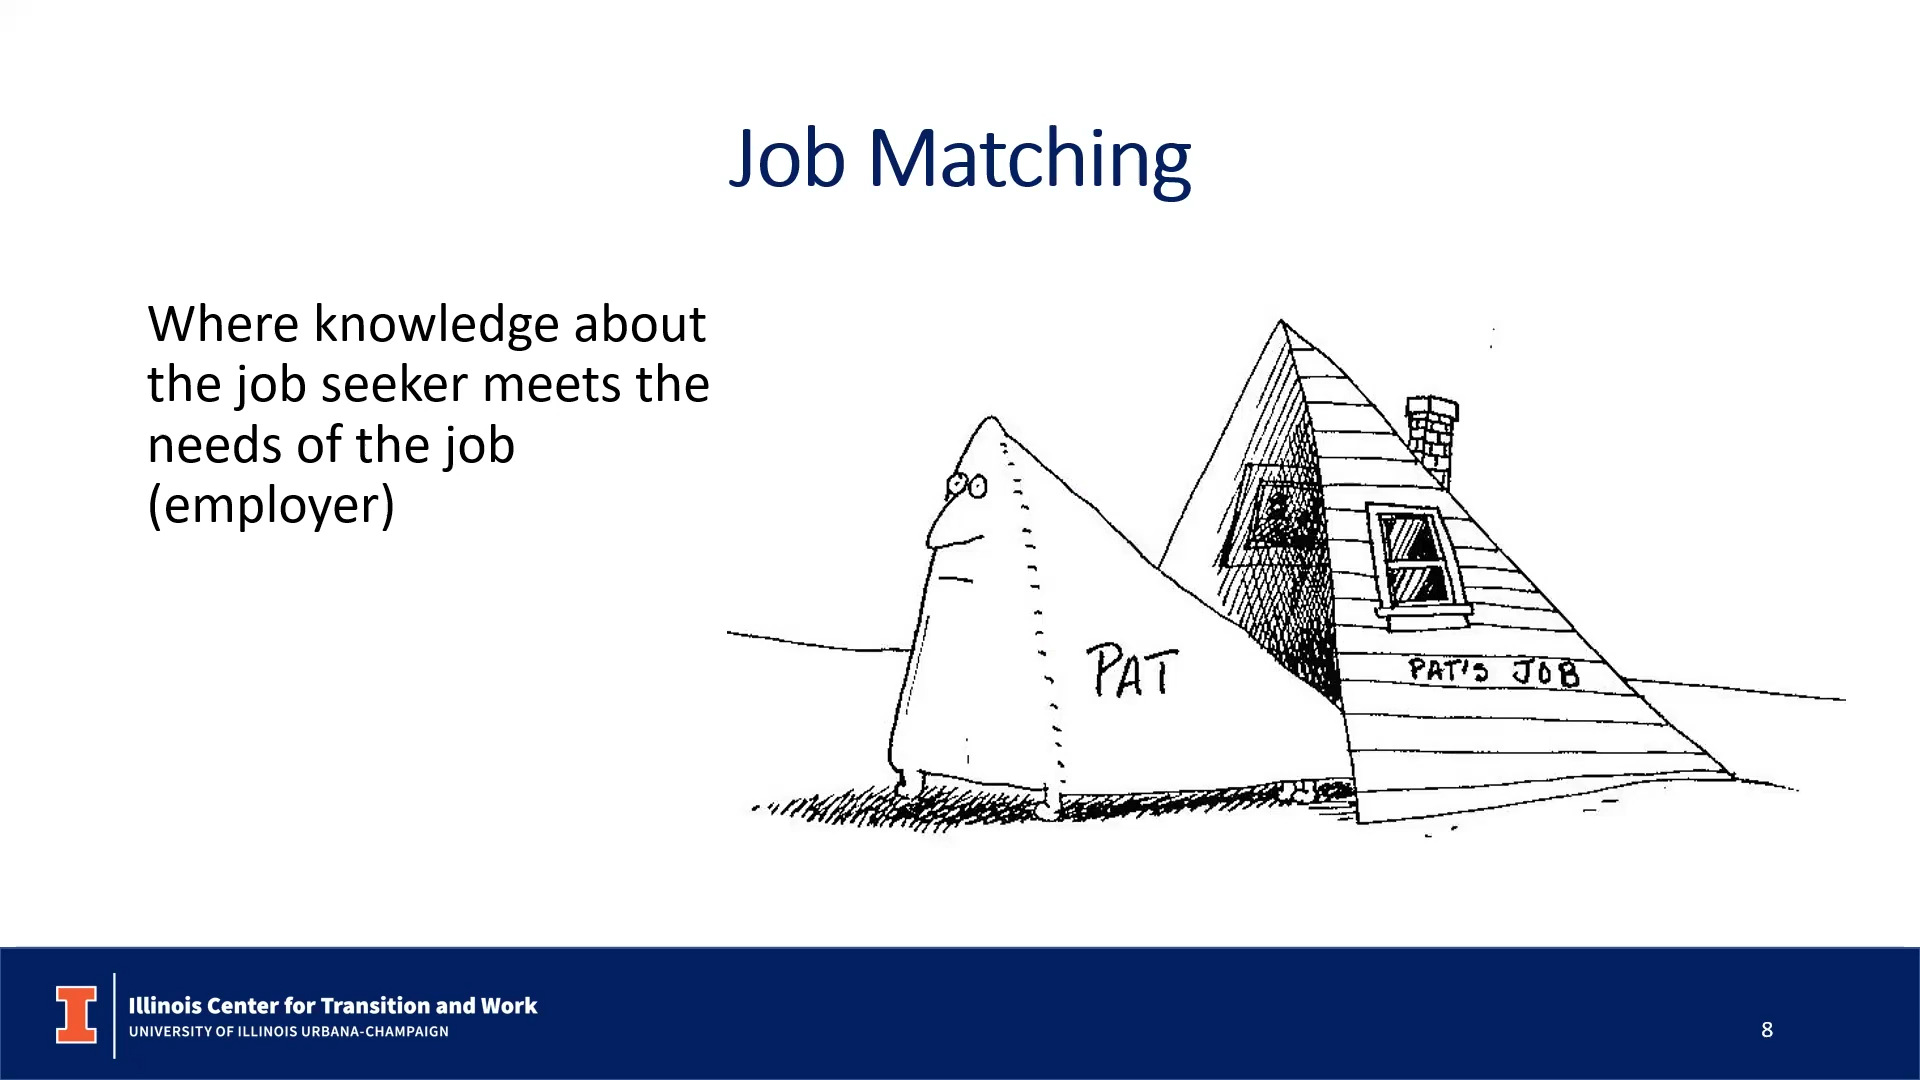 Job Matching
Where knowledge about
the job seeker meets the
needs of the job
(employer)
PAT
PAT'S JOB
Illinois Center for Transition and Work
UNIVERSITY OF ILLINOIS URBANA-CHAMPAIGN
8